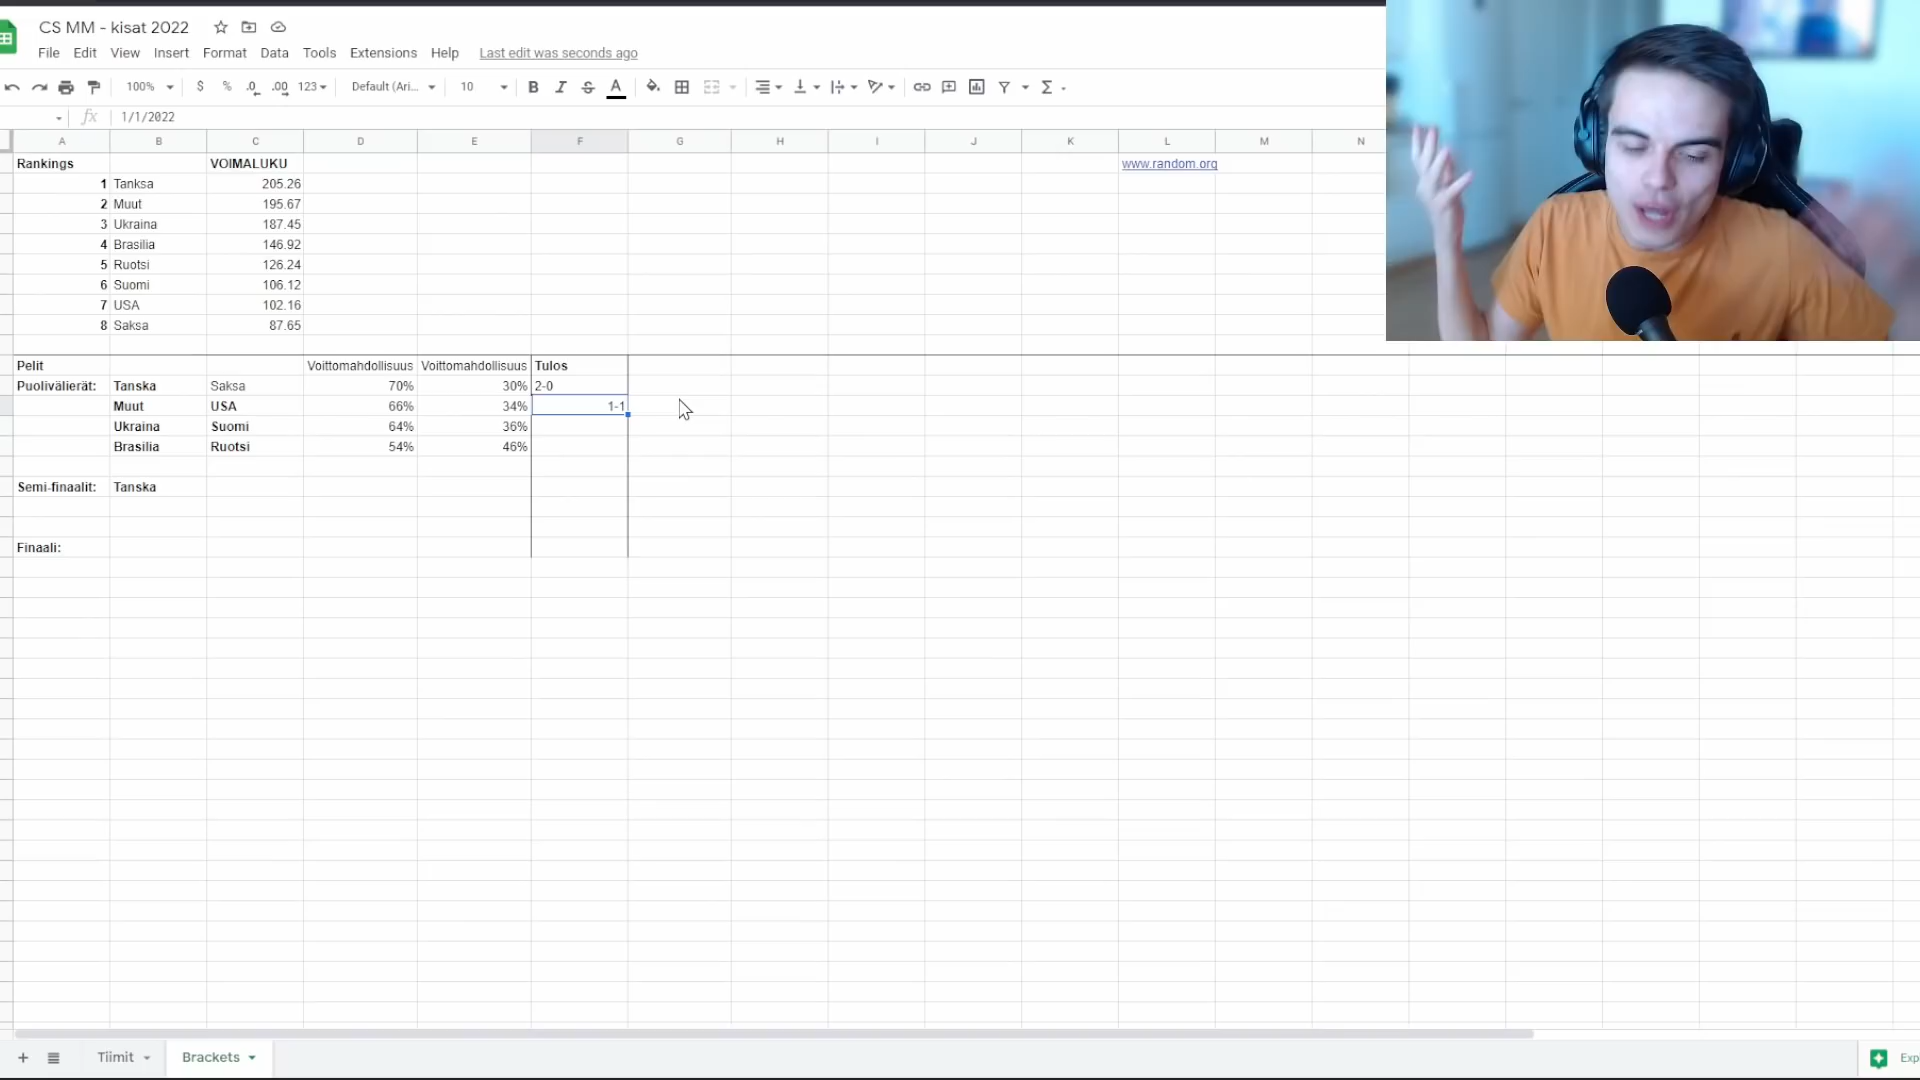 CS MM - kisat 2022
File Edit View Insert Format Data Tools Extensions Help Last edit was seconds ago
100% $ % .0 .00 123 Default (Ari... 10 B I S A
fx 1/1/2022
A B C D E F G H I J K L M N
Rankings VOIMALUKU www.random.org
1 Tanksa 205.26
2 Muut 195.67
3 Ukraina 187.45
4 Brasilia 146.92
5 Ruotsi 126.24
6 Suomi 106.12
7 USA 102.16
8 Saksa 87.65
Pelit Voittomahdollisuus Voittomahdollisuus Tulos
Puolivälierät: Tanska Saksa 70% 30% 2-0
Muut USA 66% 34% 1-1
Ukraina Suomi 64% 36%
Brasilia Ruotsi 54% 46%
Semi-finaalit: Tanska
Finaali:
+ Tiimit Brackets Exp